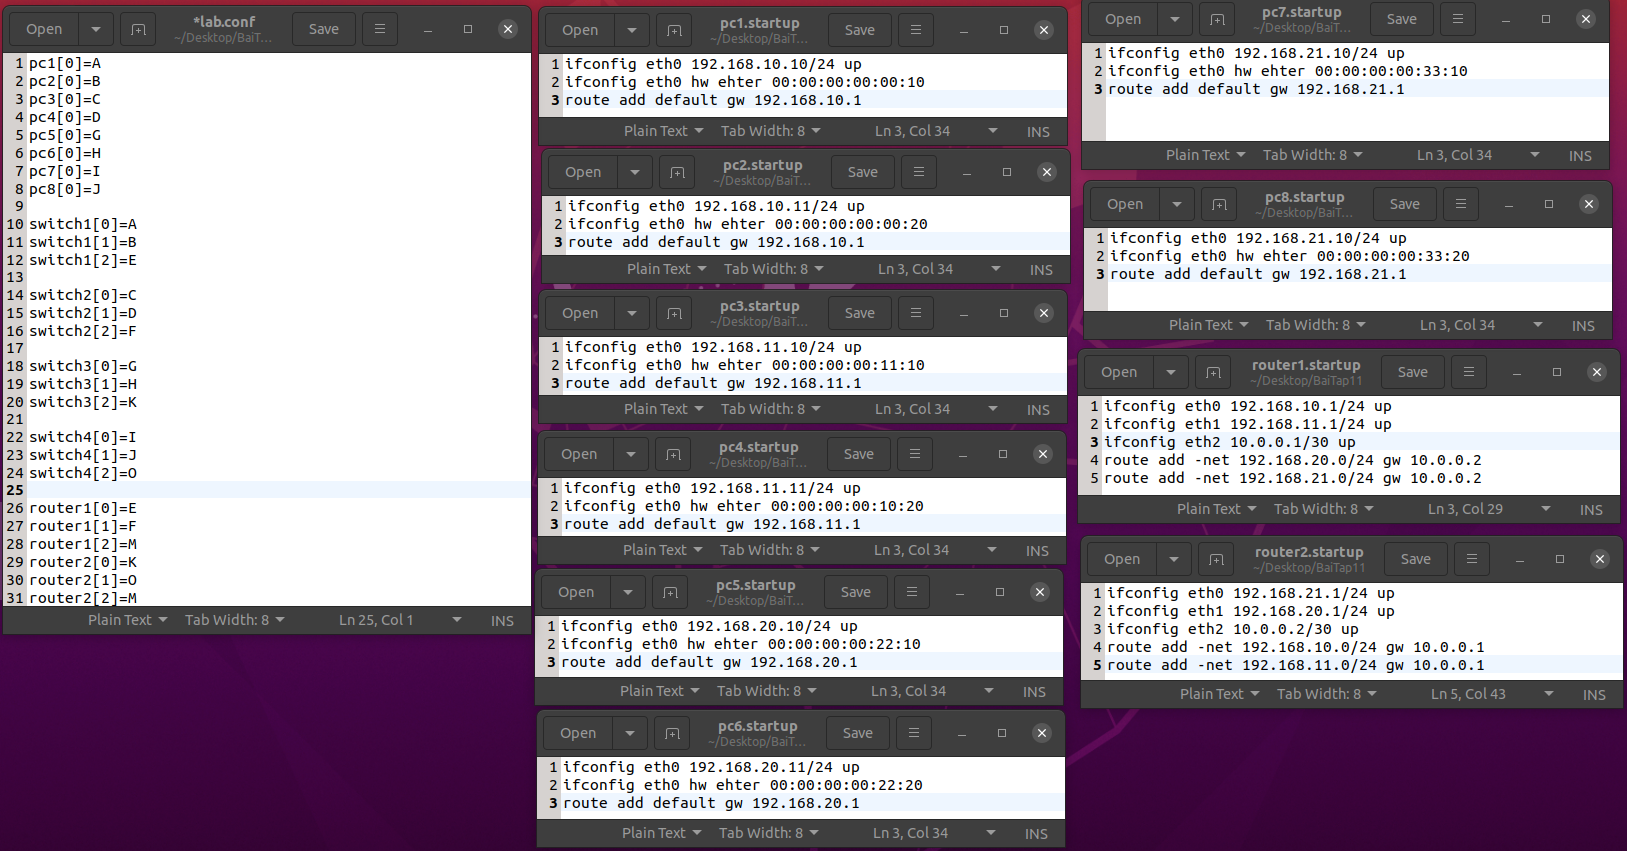 *lab.conf
~/Desktop/BaiT...
Open
Save
1 pc1[0]=A
2 pc2[0]=B
3 pc3[0]=C
4 pc4[0]=D
5 pc5[0]=G
6 pc6[0]=H
7 pc7[0]=I
8 pc8[0]=J
9
10 switch1[0]=A
11 switch1[1]=B
12 switch1[2]=E
13
14 switch2[0]=C
15 switch2[1]=D
16 switch2[2]=F
17
18 switch3[0]=G
19 switch3[1]=H
20 switch3[2]=K
21
22 switch4[0]=I
23 switch4[1]=J
24 switch4[2]=O
25
26 router1[0]=E
27 router1[1]=F
28 router1[2]=M
29 router2[0]=K
30 router2[1]=O
31 router2[2]=M
Plain Text Tab Width: 8 Ln 25, Col 1 INS
pc1.startup
~/Desktop/BaiT...
Open
Save
1 ifconfig eth0 192.168.10.10/24 up
2 ifconfig eth0 hw ehter 00:00:00:00:00:10
3 route add default gw 192.168.10.1
Plain Text Tab Width: 8 Ln 3, Col 34 INS
pc2.startup
~/Desktop/BaiT...
Open
Save
1 ifconfig eth0 192.168.10.11/24 up
2 ifconfig eth0 hw ehter 00:00:00:00:00:20
3 route add default gw 192.168.10.1
Plain Text Tab Width: 8 Ln 3, Col 34 INS
pc3.startup
~/Desktop/BaiT...
Open
Save
1 ifconfig eth0 192.168.11.10/24 up
2 ifconfig eth0 hw ehter 00:00:00:00:11:10
3 route add default gw 192.168.11.1
Plain Text Tab Width: 8 Ln 3, Col 34 INS
pc4.startup
~/Desktop/BaiT...
Open
Save
1 ifconfig eth0 192.168.11.11/24 up
2 ifconfig eth0 hw ehter 00:00:00:00:10:20
3 route add default gw 192.168.11.1
Plain Text Tab Width: 8 Ln 3, Col 34 INS
pc5.startup
~/Desktop/BaiT...
Open
Save
1 ifconfig eth0 192.168.20.10/24 up
2 ifconfig eth0 hw ehter 00:00:00:00:22:10
3 route add default gw 192.168.20.1
Plain Text Tab Width: 8 Ln 3, Col 34 INS
pc6.startup
~/Desktop/BaiT...
Open
Save
1 ifconfig eth0 192.168.20.11/24 up
2 ifconfig eth0 hw ehter 00:00:00:00:22:20
3 route add default gw 192.168.20.1
Plain Text Tab Width: 8 Ln 3, Col 34 INS
pc7.startup
~/Desktop/BaiT...
Open
Save
1 ifconfig eth0 192.168.21.10/24 up
2 ifconfig eth0 hw ehter 00:00:00:00:33:10
3 route add default gw 192.168.21.1
Plain Text Tab Width: 8 Ln 3, Col 34 INS
pc8.startup
~/Desktop/BaiT...
Open
Save
1 ifconfig eth0 192.168.21.10/24 up
2 ifconfig eth0 hw ehter 00:00:00:00:33:20
3 route add default gw 192.168.21.1
Plain Text Tab Width: 8 Ln 3, Col 34 INS
router1.startup
~/Desktop/BaiTap11
Open
Save
1 ifconfig eth0 192.168.10.1/24 up
2 ifconfig eth1 192.168.11.1/24 up
3 ifconfig eth2 10.0.0.1/30 up
4 route add -net 192.168.20.0/24 gw 10.0.0.2
5 route add -net 192.168.21.0/24 gw 10.0.0.2
Plain Text Tab Width: 8 Ln 3, Col 29 INS
router2.startup
~/Desktop/BaiTap11
Open
Save
1 ifconfig eth0 192.168.21.1/24 up
2 ifconfig eth1 192.168.20.1/24 up
3 ifconfig eth2 10.0.0.2/30 up
4 route add -net 192.168.10.0/24 gw 10.0.0.1
5 route add -net 192.168.11.0/24 gw 10.0.0.1
Plain Text Tab Width: 8 Ln 5, Col 43 INS